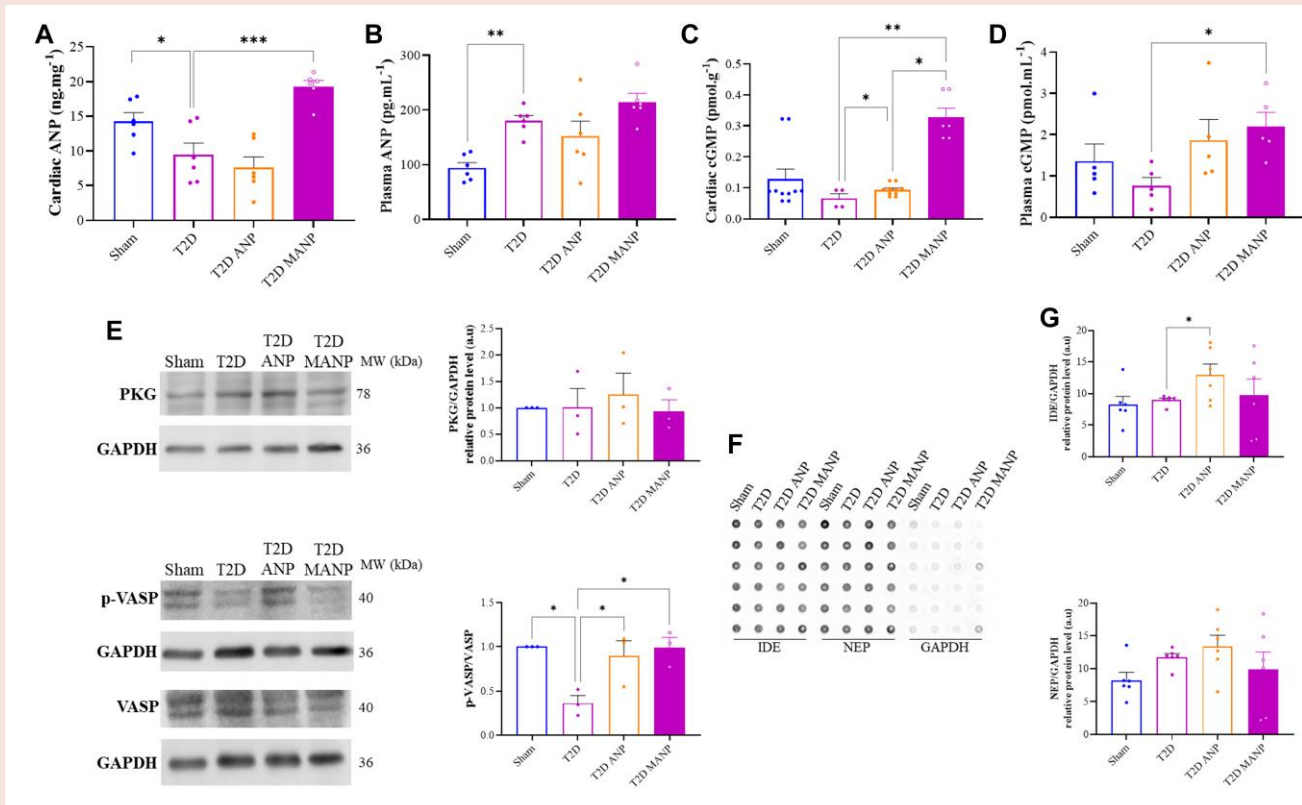 A
Cardiac ANP (ng.mg⁻¹)
25
20
15
10
5
0
*
***
Sham
T2D
T2D ANP
T2D MANP
B
Plasma ANP (pg.mL⁻¹)
300
200
100
0
**
Sham
T2D
T2D ANP
T2D MANP
C
Cardiac cGMP (pmol.g⁻¹)
0.5
0.4
0.3
0.2
0.1
0.0
**
*
*
Sham
T2D
T2D ANP
T2D MANP
D
Plasma cGMP (pmol.mL⁻¹)
4
3
2
1
0
*
Sham
T2D
T2D ANP
T2D MANP
E
Sham T2D T2D ANP T2D MANP MW (kDa)
PKG 78
GAPDH 36
PKG/GAPDH
relative protein level (a.u)
2.5
2.0
1.5
1.0
0.5
0.0
Sham
T2D
T2D ANP
T2D MANP
Sham T2D T2D ANP T2D MANP MW (kDa)
p-VASP 40
GAPDH 36
VASP 40
GAPDH 36
p-VASP/VASP
1.5
1.0
0.5
0.0
*
*
*
Sham
T2D
T2D ANP
T2D MANP
F
Sham T2D T2D ANP T2D MANP Sham T2D T2D ANP T2D MANP Sham T2D T2D ANP T2D MANP
IDE NEP GAPDH
G
IDE/GAPDH
relative protein level (a.u)
20
15
10
5
0
*
Sham
T2D
T2D ANP
T2D MANP
NEP/GAPDH
relative protein level (a.u)
20
15
10
5
0
Sham
T2D
T2D ANP
T2D MANP